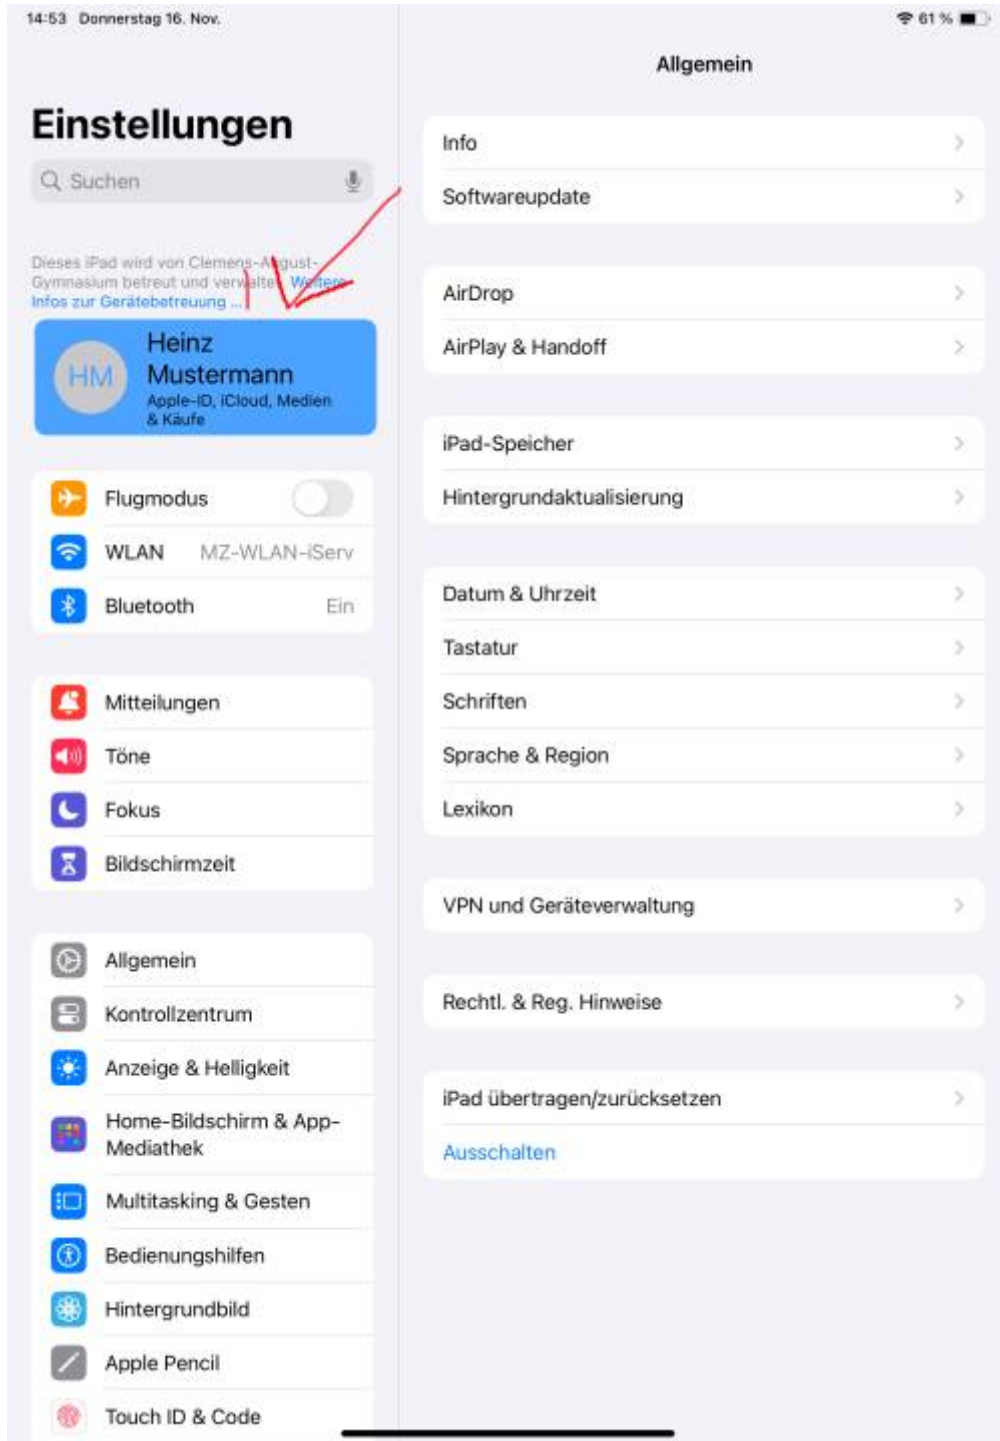 14:53 Donnerstag 16. Nov.
61 %
Einstellungen
Suchen
Dieses iPad wird von Clemens-August-
Gymnasium betreut und verwaltet. Weitere
Infos zur Gerätebetreuung ...
HM
Heinz
Mustermann
Apple-ID, iCloud, Medien
& Käufe
Flugmodus
WLAN MZ-WLAN-iServ
Bluetooth Ein
Mitteilungen
Töne
Fokus
Bildschirmzeit
Allgemein
Kontrollzentrum
Anzeige & Helligkeit
Home-Bildschirm & App-
Mediathek
Multitasking & Gesten
Bedienungshilfen
Hintergrundbild
Apple Pencil
Touch ID & Code
Allgemein
Info
Softwareupdate
AirDrop
AirPlay & Handoff
iPad-Speicher
Hintergrundaktualisierung
Datum & Uhrzeit
Tastatur
Schriften
Sprache & Region
Lexikon
VPN und Geräteverwaltung
Rechtl. & Reg. Hinweise
iPad übertragen/zurücksetzen
Ausschalten